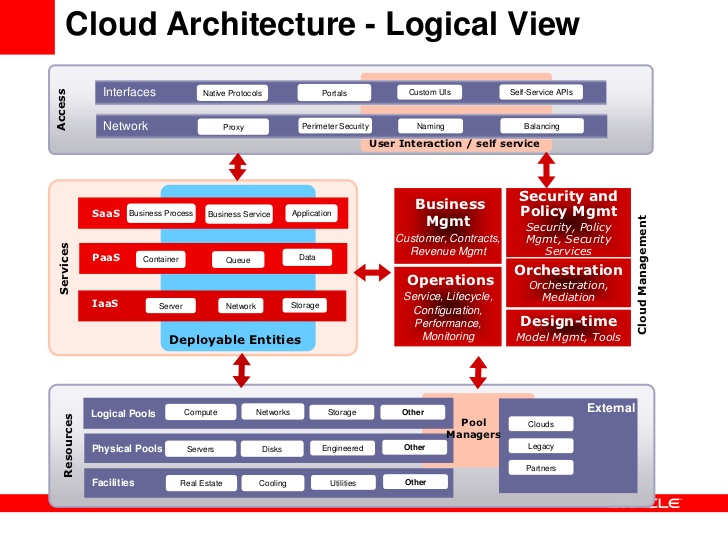 Cloud Architecture - Logical View
Access
Interfaces
Native Protocols
Portals
Custom UIs
Self-Service APIs
Network
Proxy
Perimeter Security
Naming
Balancing
User Interaction / self service
Services
SaaS
Business Process
Business Service
Application
PaaS
Container
Queue
Data
IaaS
Server
Network
Storage
Deployable Entities
Business
Mgmt
Customer, Contracts,
Revenue Mgmt
Operations
Service, Lifecycle,
Configuration,
Performance,
Monitoring
Security and
Policy Mgmt
Security, Policy
Mgmt, Security
Services
Orchestration
Orchestration,
Mediation
Design-time
Model Mgmt, Tools
Cloud Management
Resources
Logical Pools
Compute
Networks
Storage
Other
Physical Pools
Servers
Disks
Engineered
Other
Facilities
Real Estate
Cooling
Utilities
Other
Pool
Managers
External
Clouds
Legacy
Partners